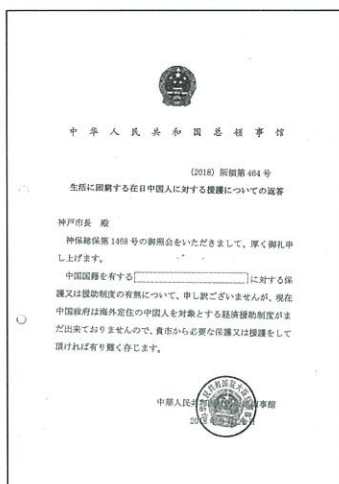 中 华 人 民 共 和 国 总 领 事 馆
(2018) 阪領第 464 号
生活に困窮する在日中国人に対する援護についての返答
神戸市長　殿
神保総保第 1468 号の御照会をいただきまして、厚く御礼申
し上げます。
中国国籍を有する に対する保
護又は援助制度の有無について、申し訳ございませんが、現在
中国政府は海外定住の中国人を対象とする経済援助制度がま
だ出来ておりませんので、貴市から必要な保護又は援護をして
頂ければ有り難く存じます。
中華人民共 領事館
2018